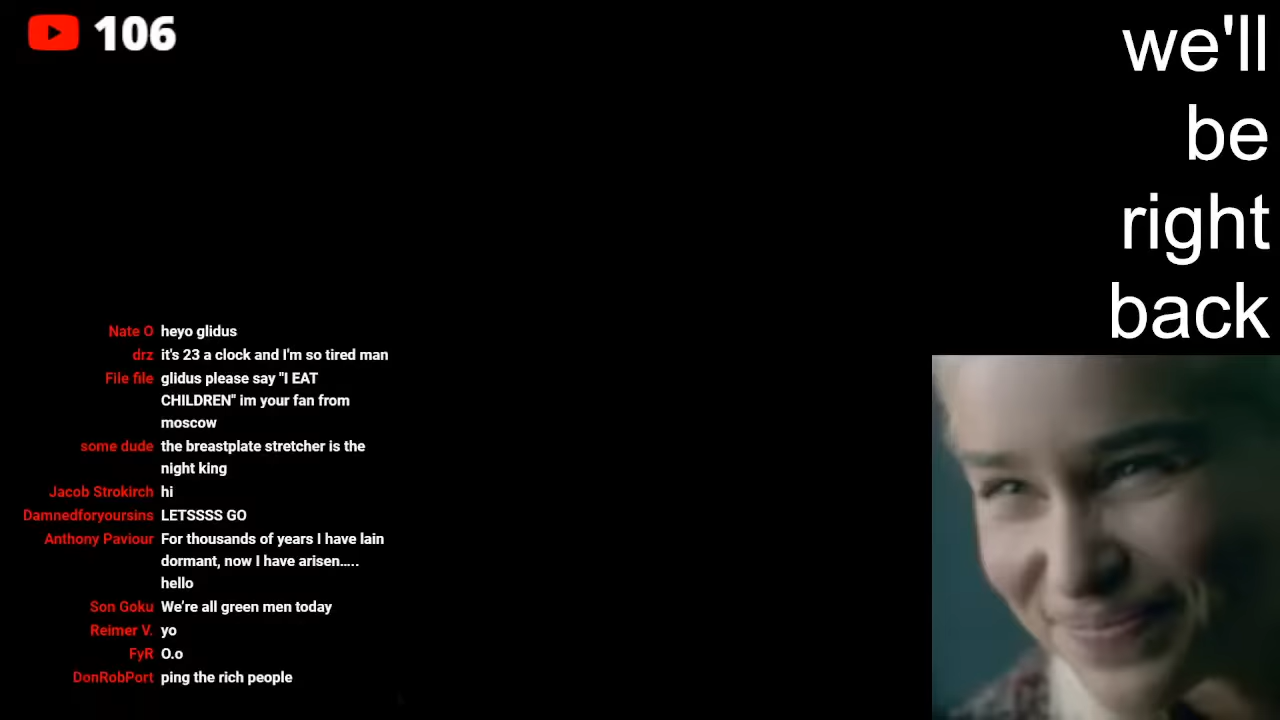 106
we'll
be
right
back
Nate O heyo glidus
drz it's 23 a clock and I'm so tired man
File file glidus please say "I EAT
CHILDREN" im your fan from
moscow
some dude the breastplate stretcher is the
night king
Jacob Strokirch hi
Damnedforyoursins LETSSSS GO
Anthony Paviour For thousands of years I have lain
dormant, now I have arisen.....
hello
Son Goku We're all green men today
Reimer V. yo
FyR O.o
DonRobPort ping the rich people